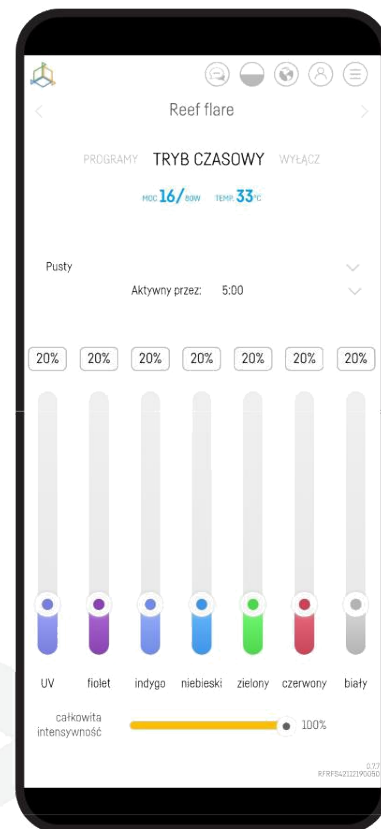 Reef flare
PROGRAMY TRYB CZASOWY WYŁĄCZ
MOC 16/80W TEMP. 33°C
Pusty
Aktywny przez: 5:00
20% 20% 20% 20% 20% 20% 20%
UV fiolet indygo niebieski zielony czerwony biały
całkowita
intensywność
100%
0.7.7